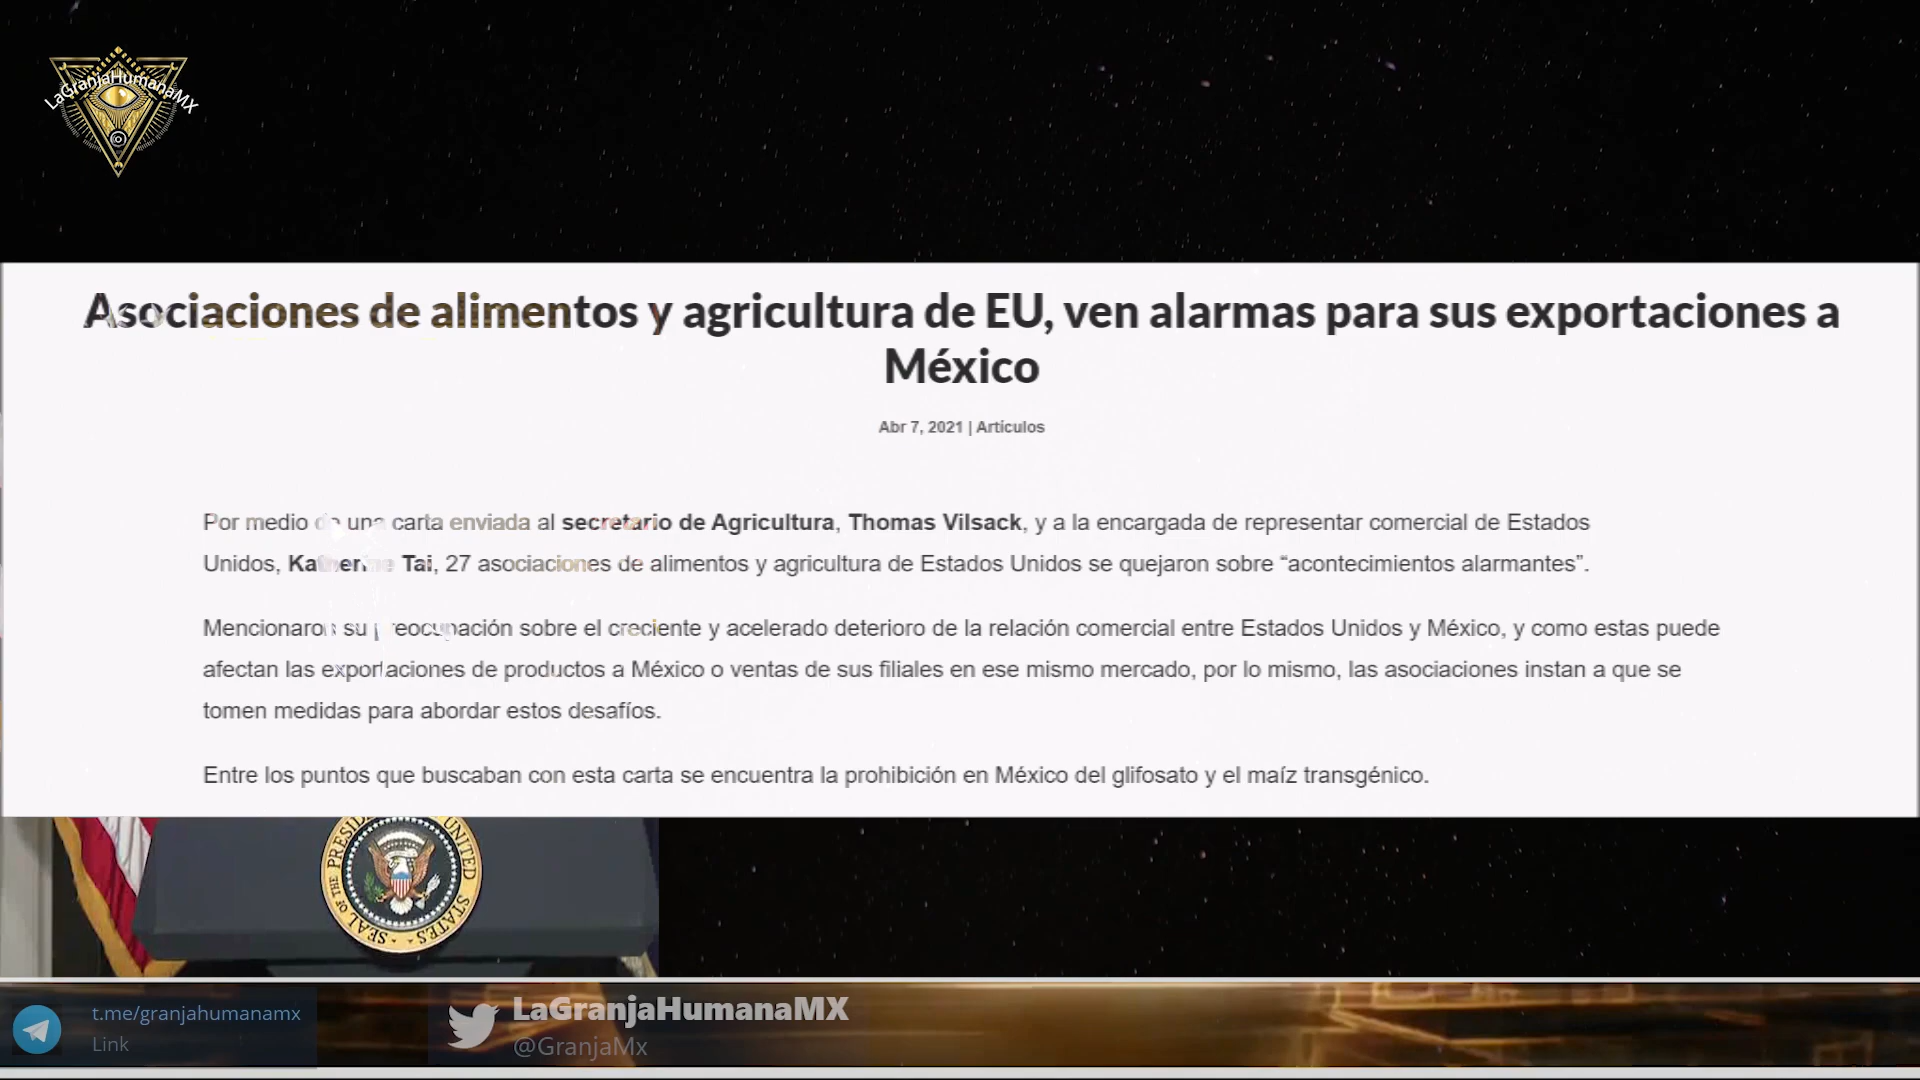 LaGranjaHumanaMX
Asociaciones de alimentos y agricultura de EU, ven alarmas para sus exportaciones a
México
Abr 7, 2021 | Artículos
Por medio de una carta enviada al secretario de Agricultura, Thomas Vilsack, y a la encargada de representar comercial de Estados
Unidos, Katherine Tai, 27 asociaciones de alimentos y agricultura de Estados Unidos se quejaron sobre “acontecimientos alarmantes”.
Mencionaron su preocupación sobre el creciente y acelerado deterioro de la relación comercial entre Estados Unidos y México, y como estas puede
afectan las exportaciones de productos a México o ventas de sus filiales en ese mismo mercado, por lo mismo, las asociaciones instan a que se
tomen medidas para abordar estos desafíos.
Entre los puntos que buscaban con esta carta se encuentra la prohibición en México del glifosato y el maíz transgénico.
SEAL OF THE PRESID UNITED STATES
t.me/granjahumanamx
Link
LaGranjaHumanaMX
@GranjaMx